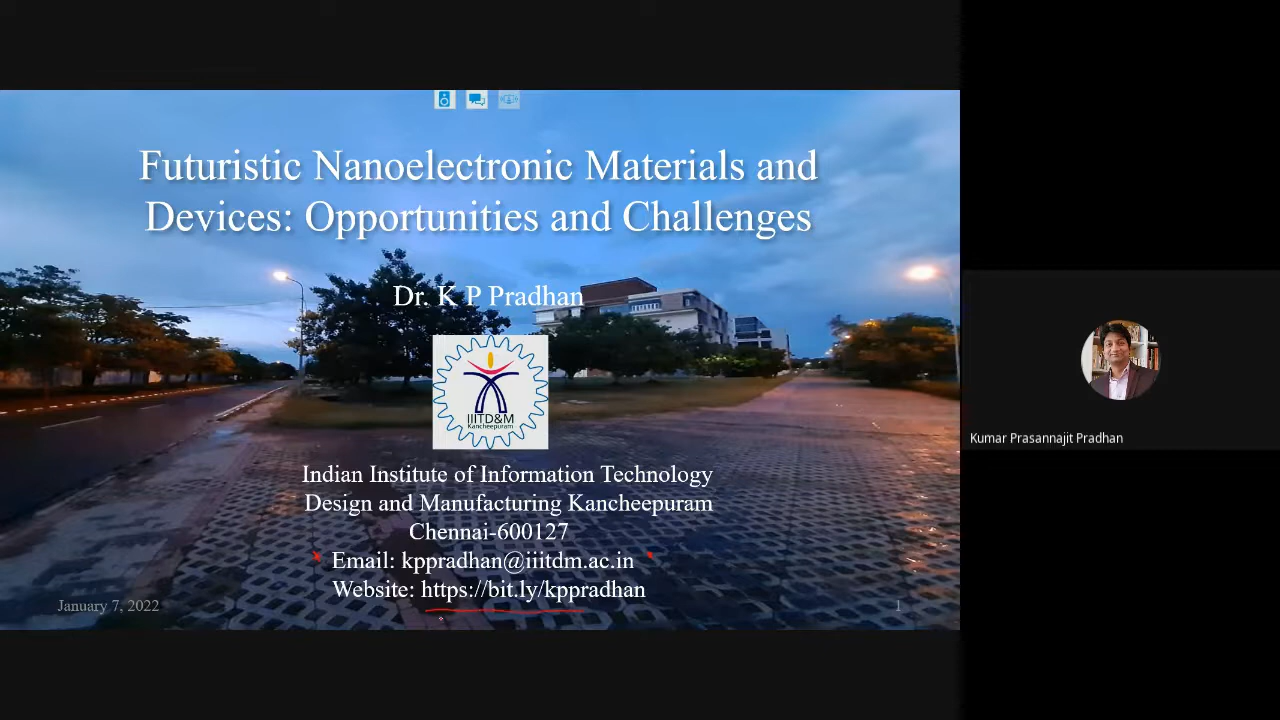 Futuristic Nanoelectronic Materials and
Devices: Opportunities and Challenges
Dr. K P Pradhan
IIITD&M
Kancheepuram
Indian Institute of Information Technology
Design and Manufacturing Kancheepuram
Chennai-600127
Email: kppradhan@iiitdm.ac.in
Website: https://bit.ly/kppradhan
January 7, 2022
1
Kumar Prasannajit Pradhan